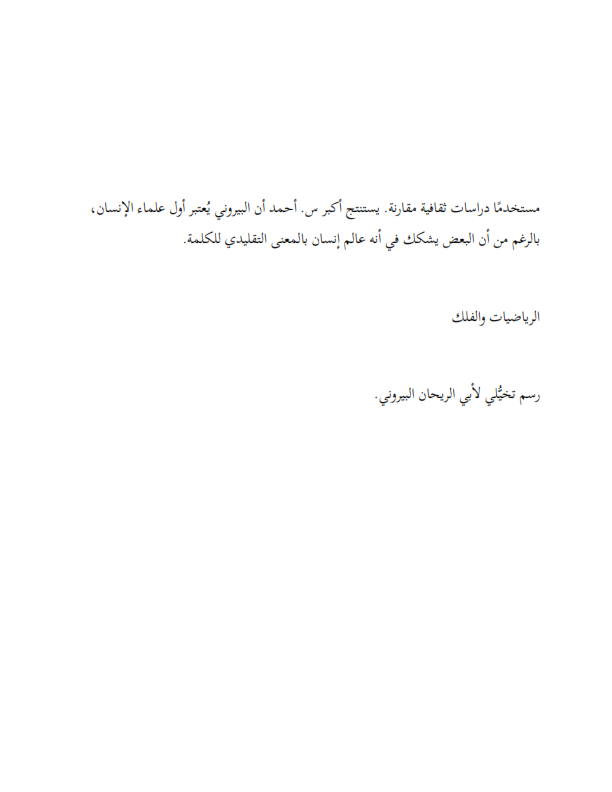 مستخدمًا دراسات ثقافية مقارنة. يستنتج أكبر س. أحمد أن البيروني يُعتبر أول علماء الإنسان،
بالرغم من أن البعض يشكك في أنه عالم إنسان بالمعنى التقليدي للكلمة.
الرياضيات والفلك
رسم تخيُّلي لأبي الريحان البيروني.